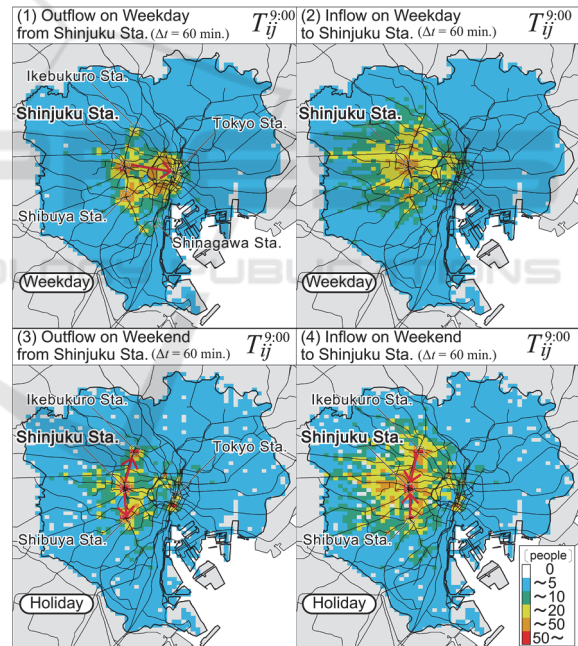 (1) Outflow on Weekday
from Shinjuku Sta. (Δt = 60 min.)
T_ij^9:00
Ikebukuro Sta.
Shinjuku Sta.
Tokyo Sta.
Shibuya Sta.
Shinagawa Sta.
Weekday
(2) Inflow on Weekday
to Shinjuku Sta. (Δt = 60 min.)
T_ij^9:00
Shinjuku Sta.
Weekday
(3) Outflow on Weekend
from Shinjuku Sta. (Δt = 60 min.)
T_ij^9:00
Ikebukuro Sta.
Shinjuku Sta.
Tokyo Sta.
Shibuya Sta.
Holiday
(4) Inflow on Weekend
to Shinjuku Sta. (Δt = 60 min.)
T_ij^9:00
Ikebukuro Sta.
Shinjuku Sta.
Tokyo Sta.
Shibuya Sta.
Holiday
[people]
0
~5
~10
~20
~50
50~
PUBLICATIONS